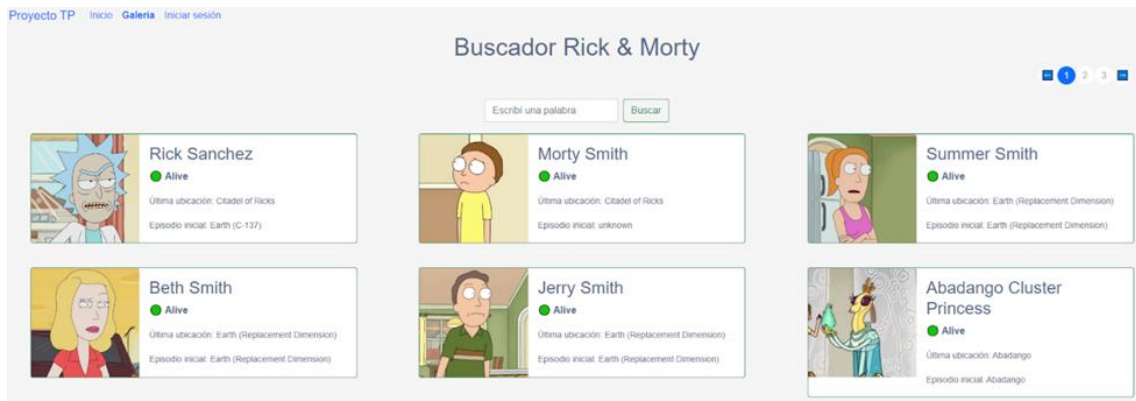 Proyecto TP Inicio Galeria Iniciar sesión
Buscador Rick & Morty
1 2 3
Escribí una palabra Buscar
Rick Sanchez
Alive
Última ubicación: Citadel of Ricks
Episodio inicial: Earth (C-137)
Morty Smith
Alive
Última ubicación: Citadel of Ricks
Episodio inicial: unknown
Summer Smith
Alive
Última ubicación: Earth (Replacement Dimension)
Episodio inicial: Earth (Replacement Dimension)
Beth Smith
Alive
Última ubicación: Earth (Replacement Dimension)
Episodio inicial: Earth (Replacement Dimension)
Jerry Smith
Alive
Última ubicación: Earth (Replacement Dimension)
Episodio inicial: Earth (Replacement Dimension)
Abadango Cluster
Princess
Alive
Última ubicación: Abadango
Episodio inicial: Abadango